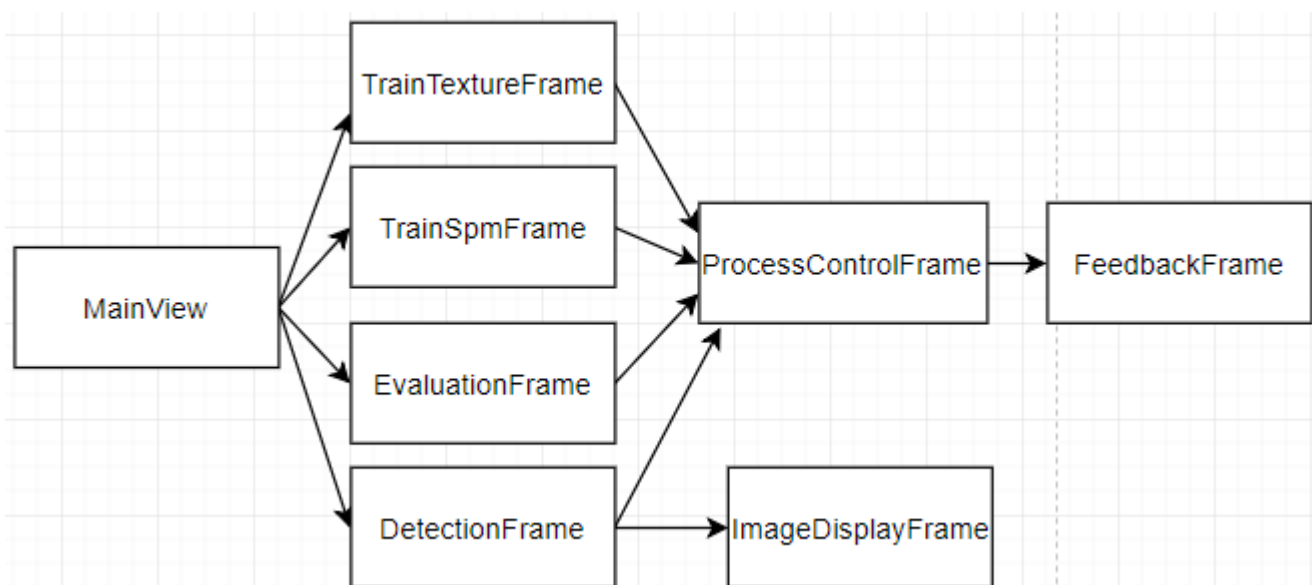 TrainTextureFrame
TrainSpmFrame
MainView
ProcessControlFrame
FeedbackFrame
EvaluationFrame
DetectionFrame
ImageDisplayFrame